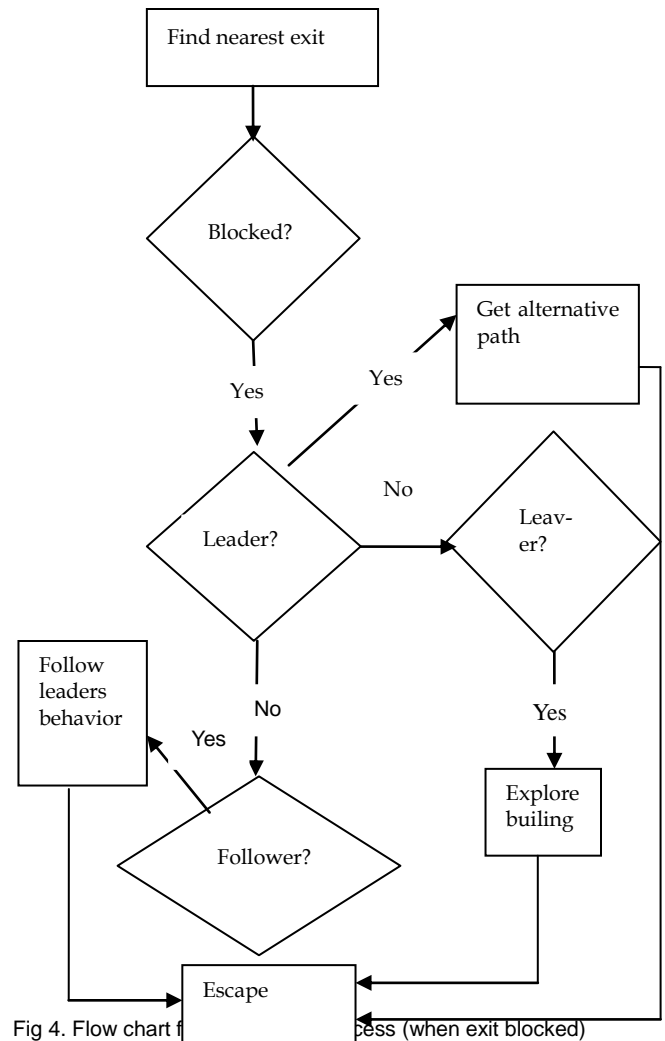 Find nearest exit
Blocked?
Yes
Yes
Get alternative
path
Leader?
No
Leav-
er?
Follow
leaders
behavior
No
Yes
Yes
Follower?
Explore
builing
Escape
Fig 4. Flow chart cess (when exit blocked)